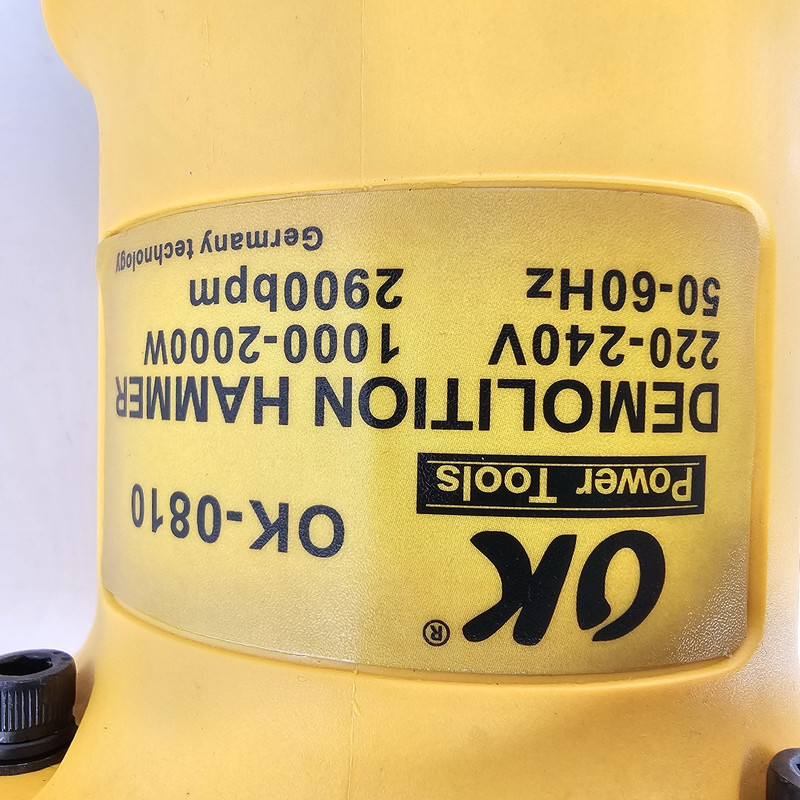 OK®
Power Tools
OK-0810
DEMOLITION HAMMER
220-240V 1000-2000W
50-60Hz 2900bpm
Germany technology